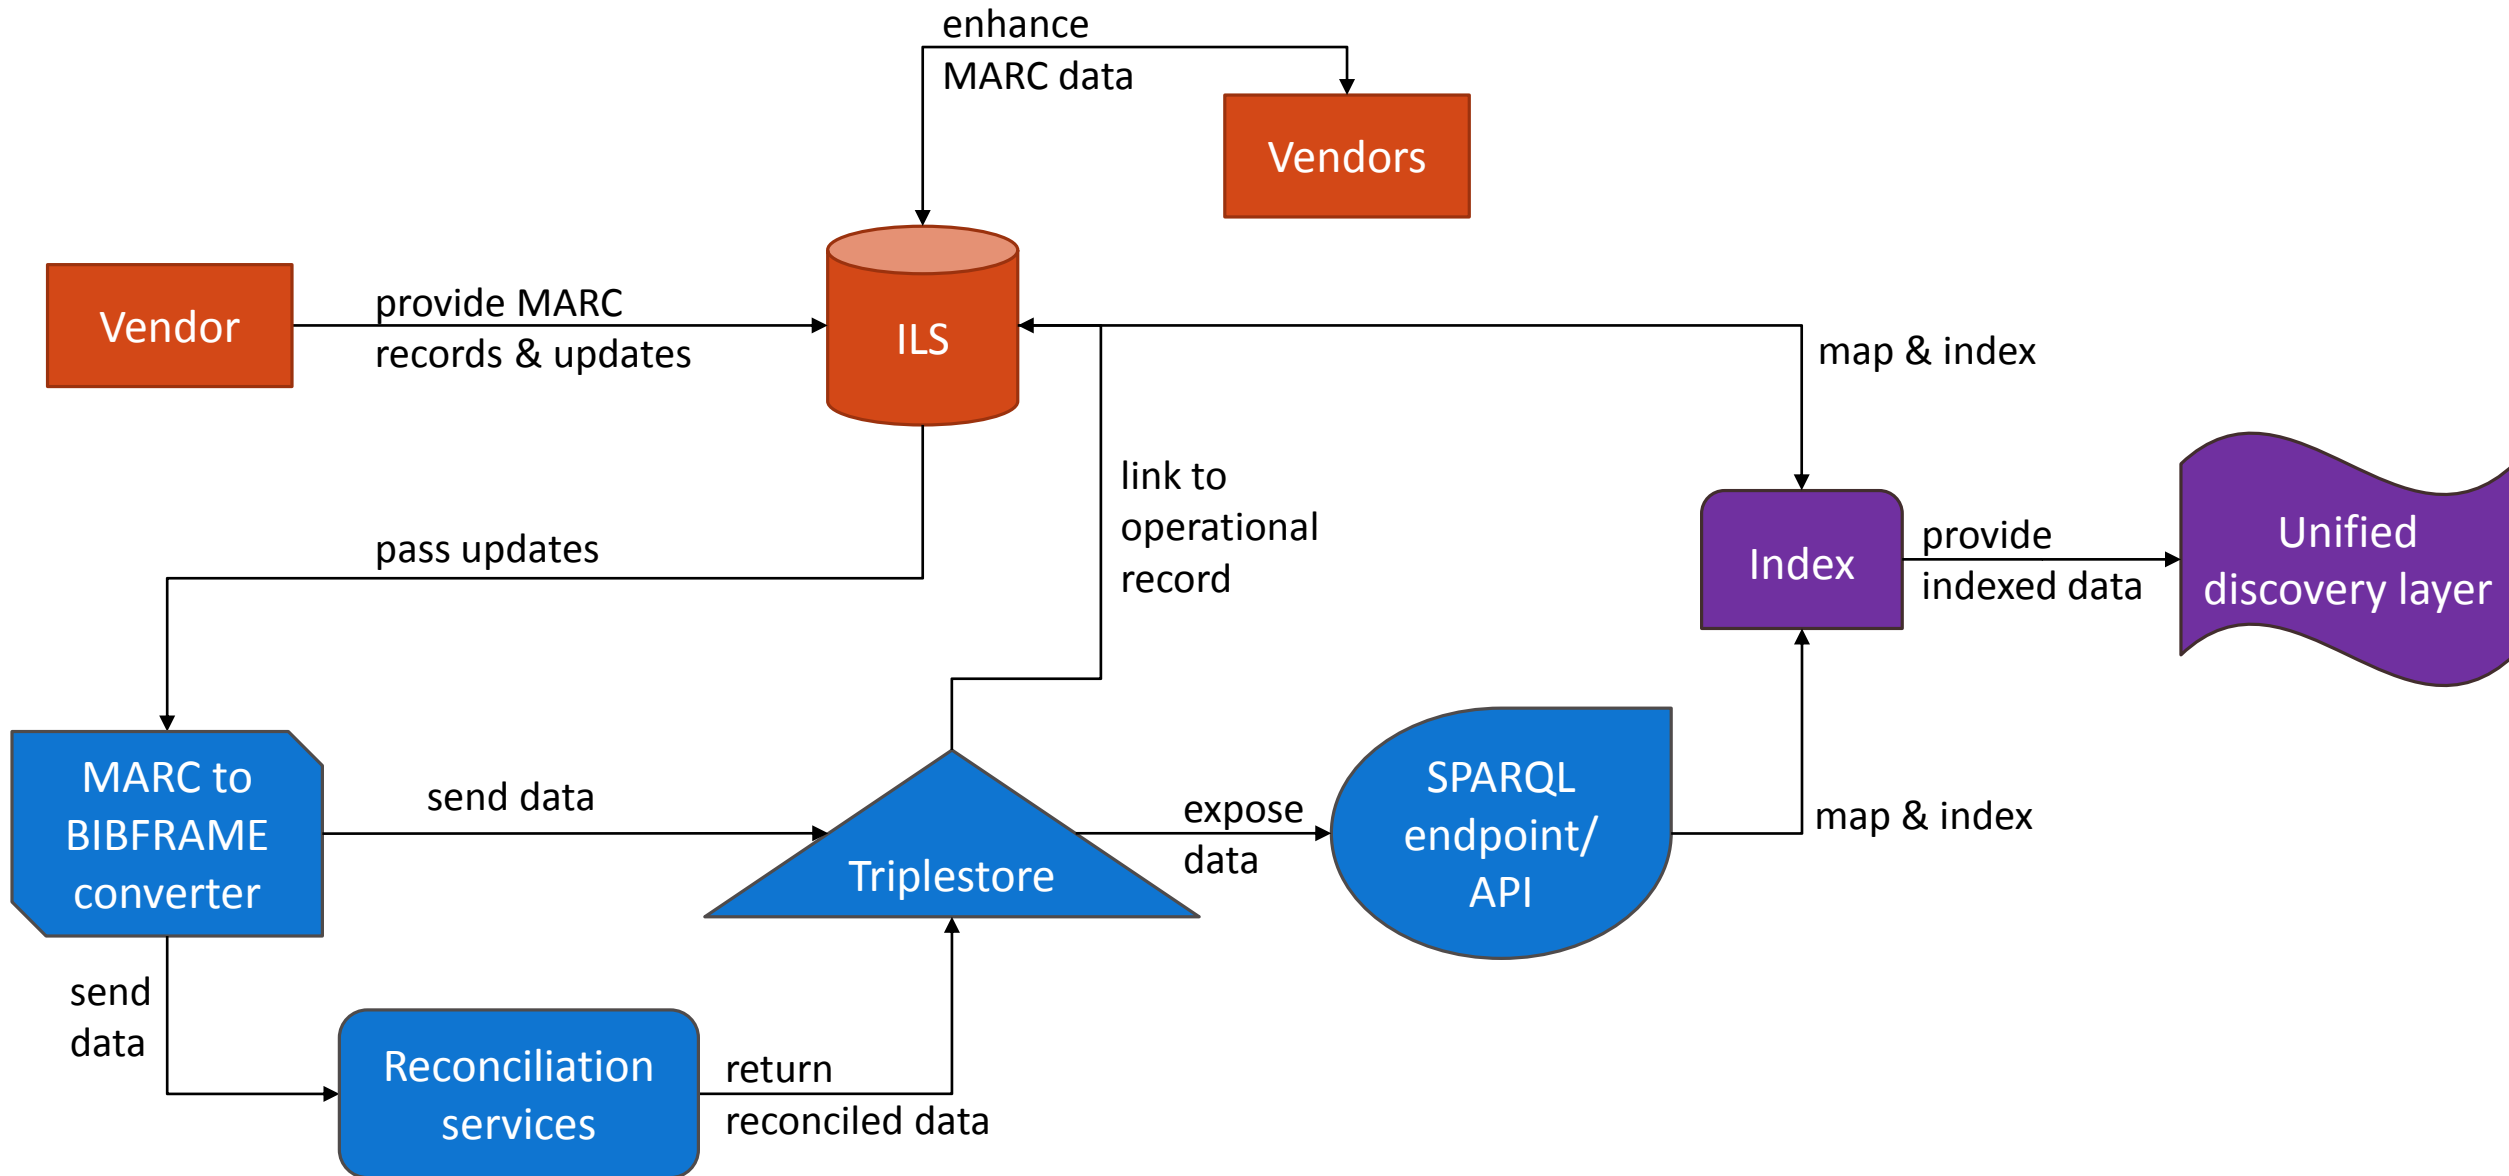 enhance
MARC data
Vendors
Vendor
provide MARC
records & updates
ILS
map & index
link to
operational
record
pass updates
Index
provide
indexed data
Unified
discovery layer
MARC to
BIBFRAME
converter
send data
Triplestore
expose
data
SPARQL
endpoint/
API
map & index
send
data
Reconciliation
services
return
reconciled data